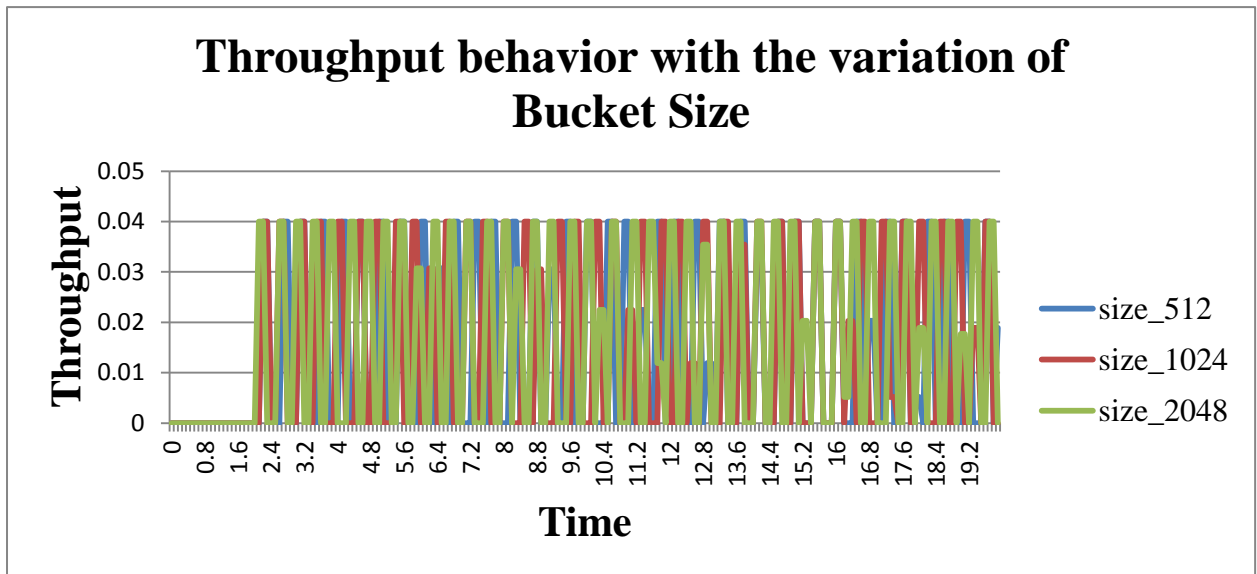 Throughput behavior with the variation of
Bucket Size
Throughput
0.05
0.04
0.03
0.02
0.01
0
0 0.8 1.6 2.4 3.2 4 4.8 5.6 6.4 7.2 8 8.8 9.6 10.4 11.2 12 12.8 13.6 14.4 15.2 16 16.8 17.6 18.4 19.2
Time
size_512
size_1024
size_2048